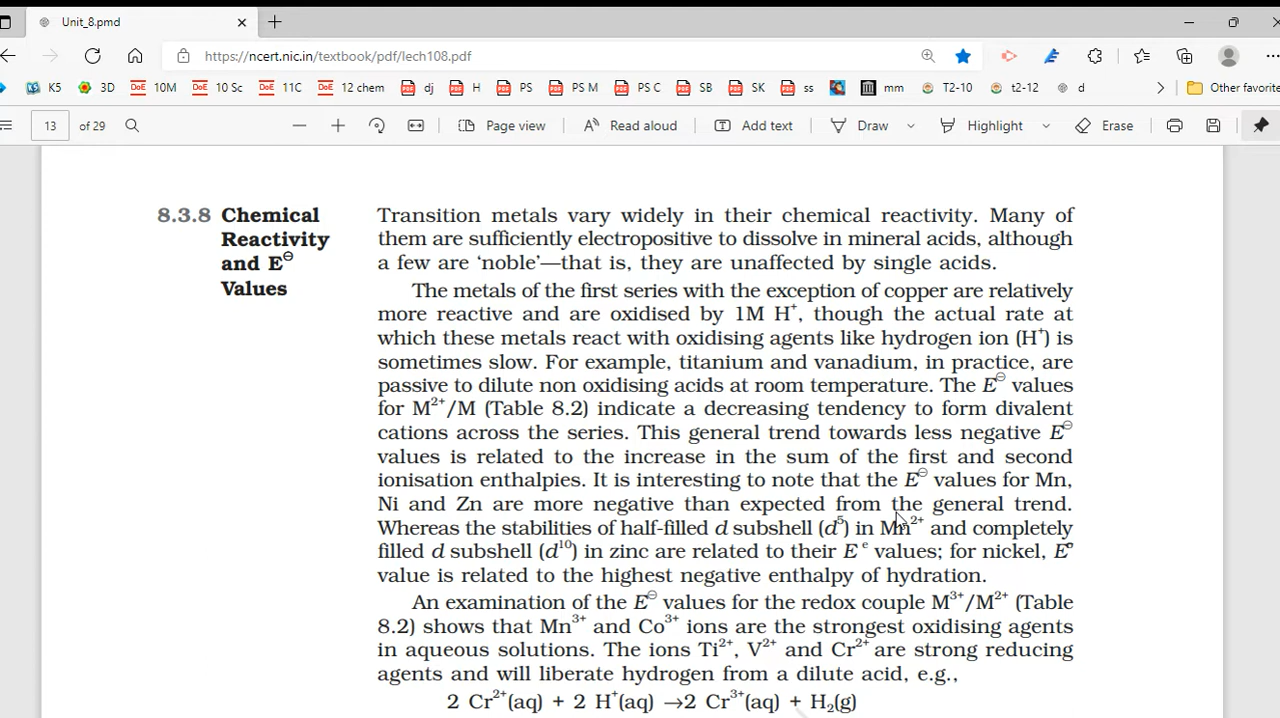 Unit_8.pmd
https://ncert.nic.in/textbook/pdf/lech108.pdf
K5 3D DoE 10M DoE 10 Sc DoE 11C DoE 12 chem PDF dj PDF H PDF PS PDF PS M PDF PS C PDF SB PDF SK PDF ss mm T2-10 t2-12 d Other favorite
13 of 29 Page view Read aloud Add text Draw Highlight Erase
8.3.8 Chemical
Reactivity
and E⊖
Values
Transition metals vary widely in their chemical reactivity. Many of
them are sufficiently electropositive to dissolve in mineral acids, although
a few are ‘noble’—that is, they are unaffected by single acids.
The metals of the first series with the exception of copper are relatively
more reactive and are oxidised by 1M H⁺, though the actual rate at
which these metals react with oxidising agents like hydrogen ion (H⁺) is
sometimes slow. For example, titanium and vanadium, in practice, are
passive to dilute non oxidising acids at room temperature. The E⊖ values
for M²⁺/M (Table 8.2) indicate a decreasing tendency to form divalent
cations across the series. This general trend towards less negative E⊖
values is related to the increase in the sum of the first and second
ionisation enthalpies. It is interesting to note that the E⊖ values for Mn,
Ni and Zn are more negative than expected from the general trend.
Whereas the stabilities of half-filled d subshell (d⁵) in Mn²⁺ and completely
filled d subshell (d¹⁰) in zinc are related to their E ᵉ values; for nickel, Eᵉ
value is related to the highest negative enthalpy of hydration.
An examination of the E⊖ values for the redox couple M³⁺/M²⁺ (Table
8.2) shows that Mn³⁺ and Co³⁺ ions are the strongest oxidising agents
in aqueous solutions. The ions Ti²⁺, V²⁺ and Cr²⁺ are strong reducing
agents and will liberate hydrogen from a dilute acid, e.g.,
2 Cr²⁺(aq) + 2 H⁺(aq) →2 Cr³⁺(aq) + H₂(g)